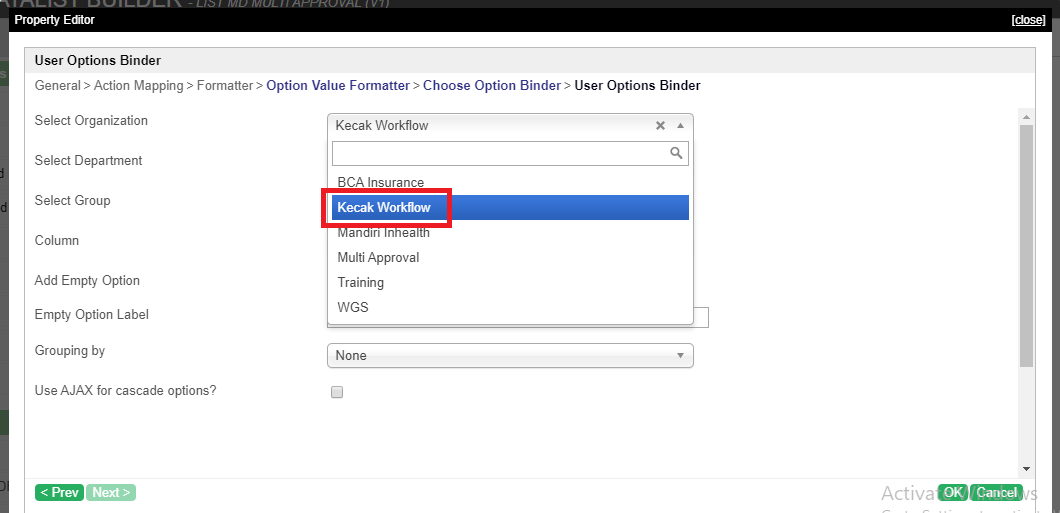 ATALIST BUILDER - LIST MD MULTI APPROVAL (V1)
Property Editor [close]
User Options Binder
General > Action Mapping > Formatter > Option Value Formatter > Choose Option Binder > User Options Binder
Select Organization
Kecak Workflow
Select Department
BCA Insurance
Select Group
Kecak Workflow
Mandiri Inhealth
Column
Multi Approval
Add Empty Option
Training
Empty Option Label
WGS
Grouping by
None
Use AJAX for cascade options?
< Prev Next >
OK Cancel
Activate Windows